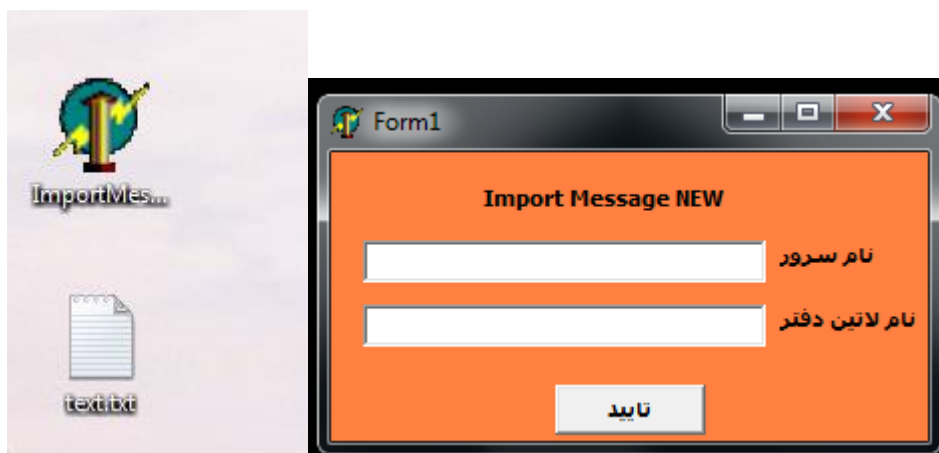 ImportMes...
text.txt
Form1
Import Message NEW
نام سرور
نام لاتین دفتر
تایید